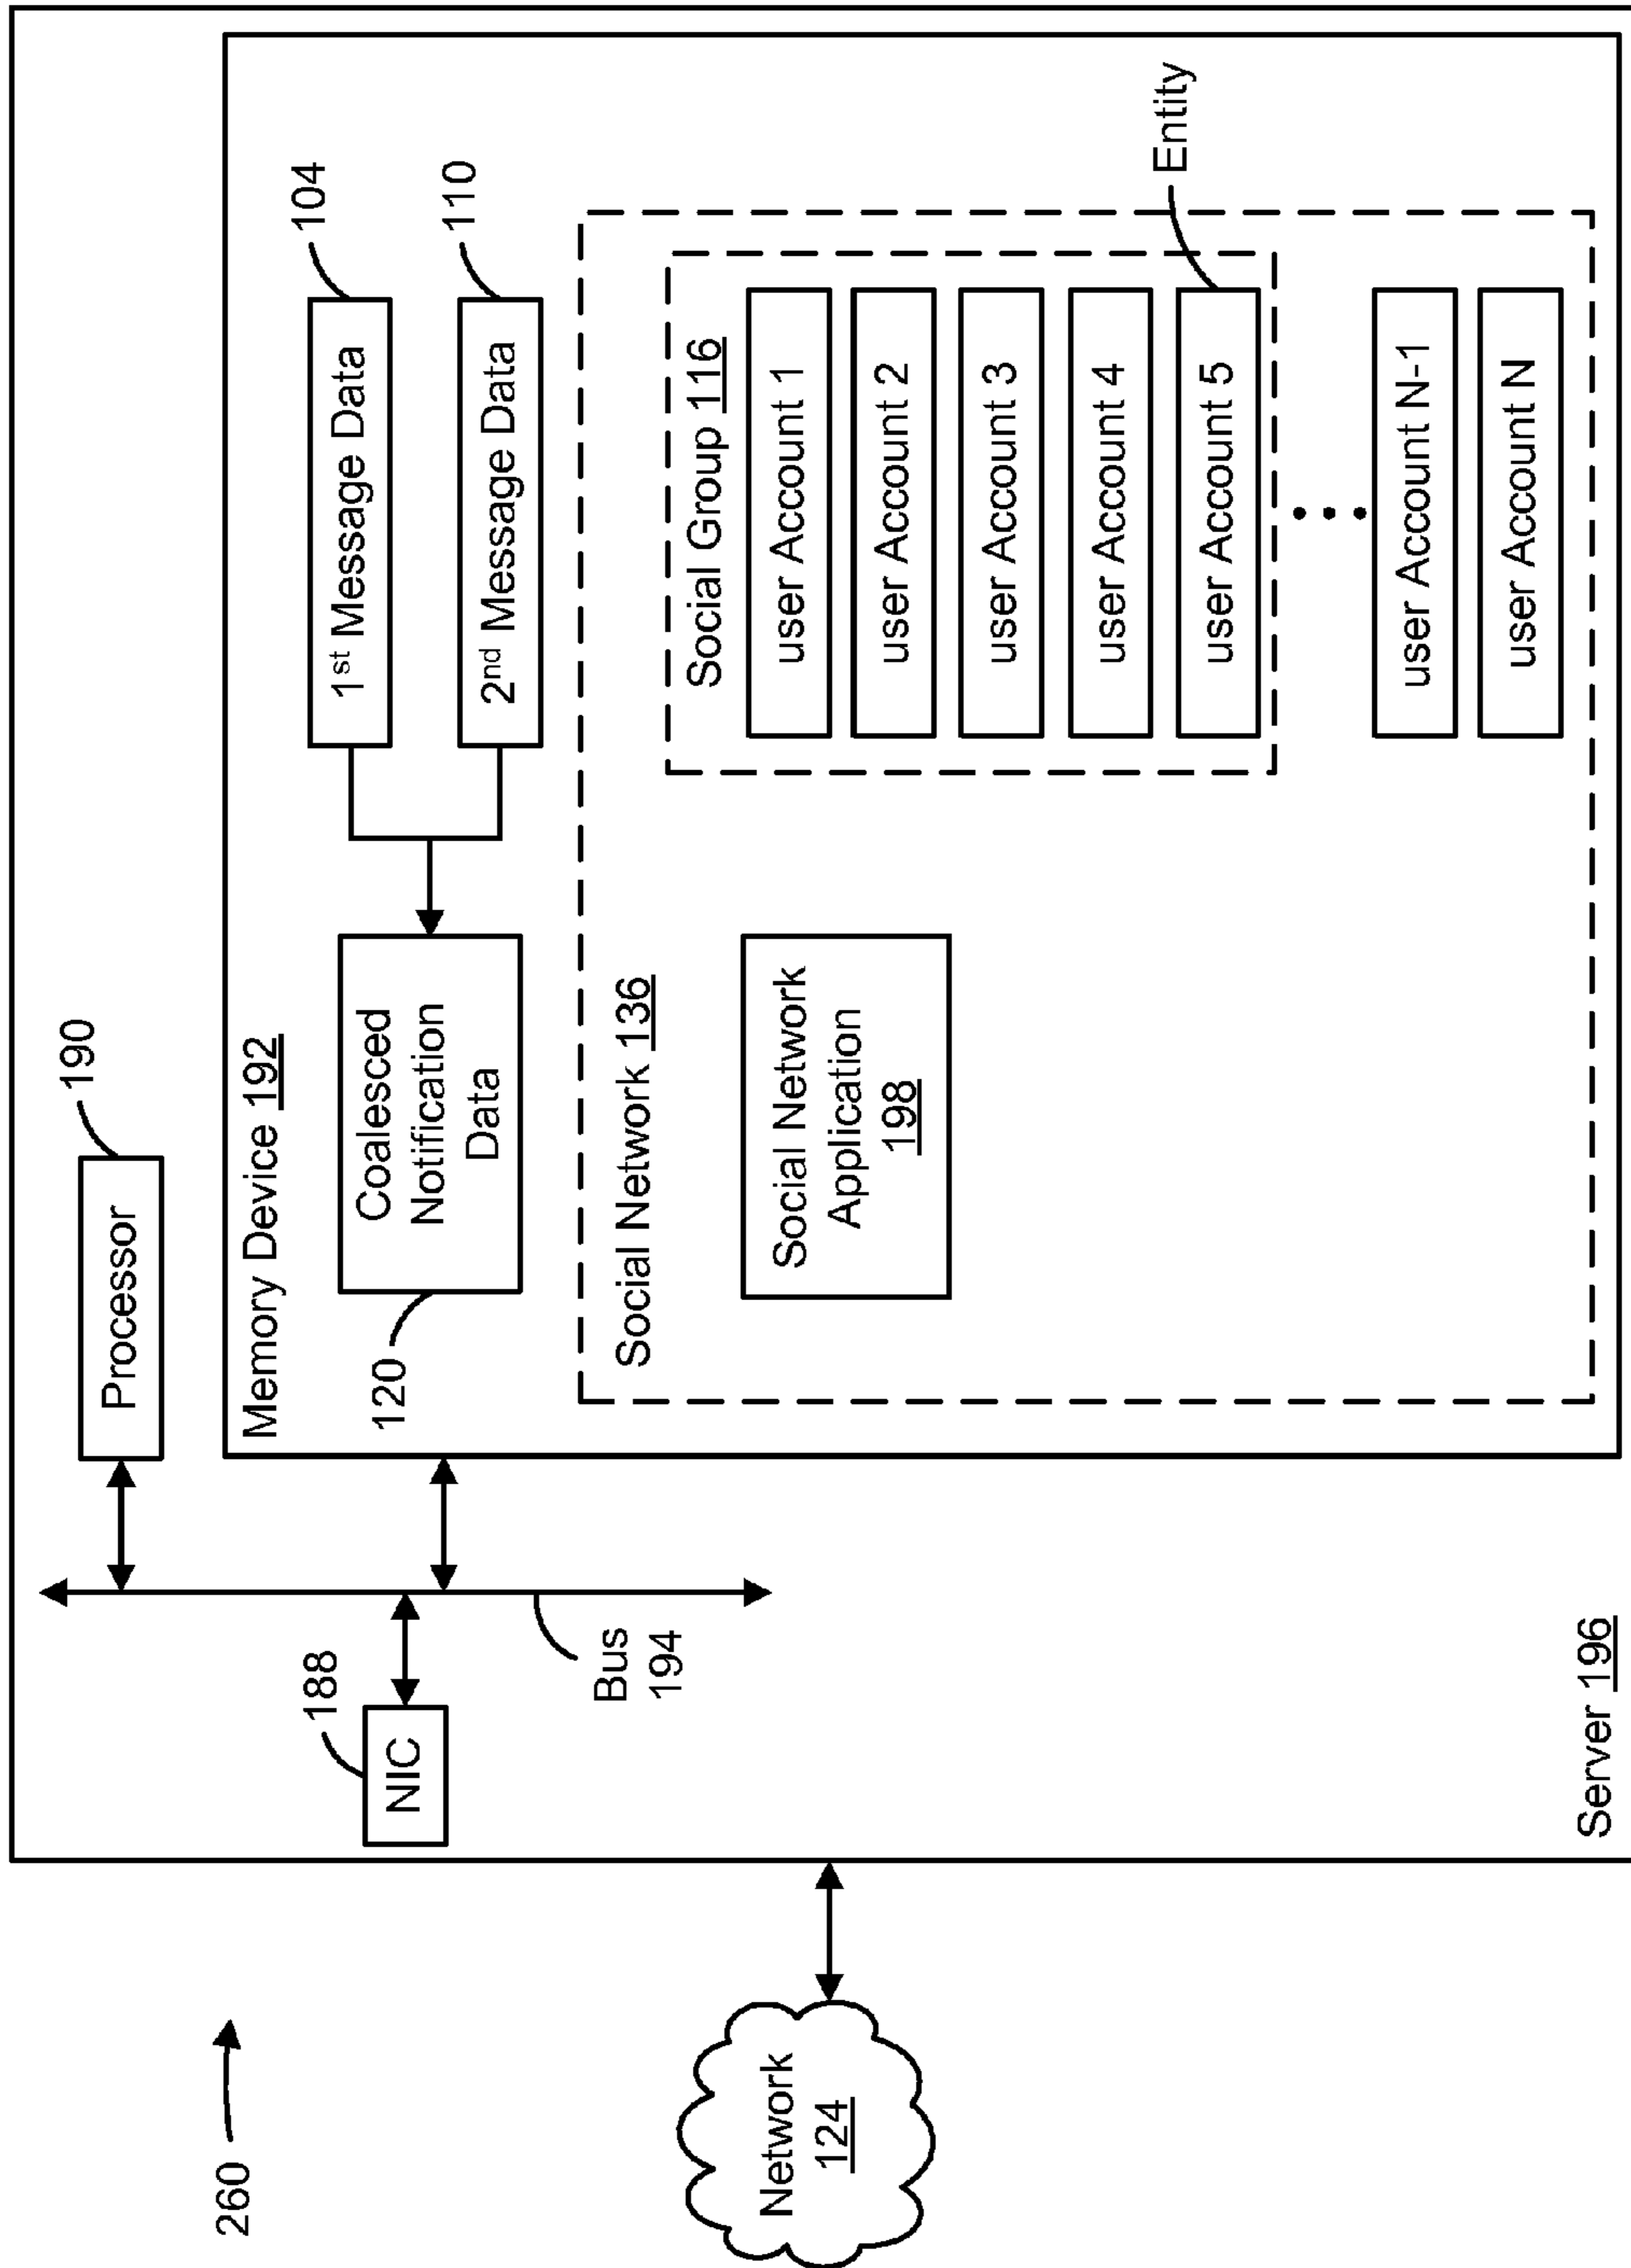 260
Network
124
Server 196
NIC
188
Bus
194
Processor
190
Memory Device 192
Coalesced
Notification
Data
120
1st Message Data
104
2nd Message Data
110
Social Network 136
Social Network
Application
198
Social Group 116
user Account 1
user Account 2
user Account 3
user Account 4
user Account 5
Entity
user Account N-1
user Account N